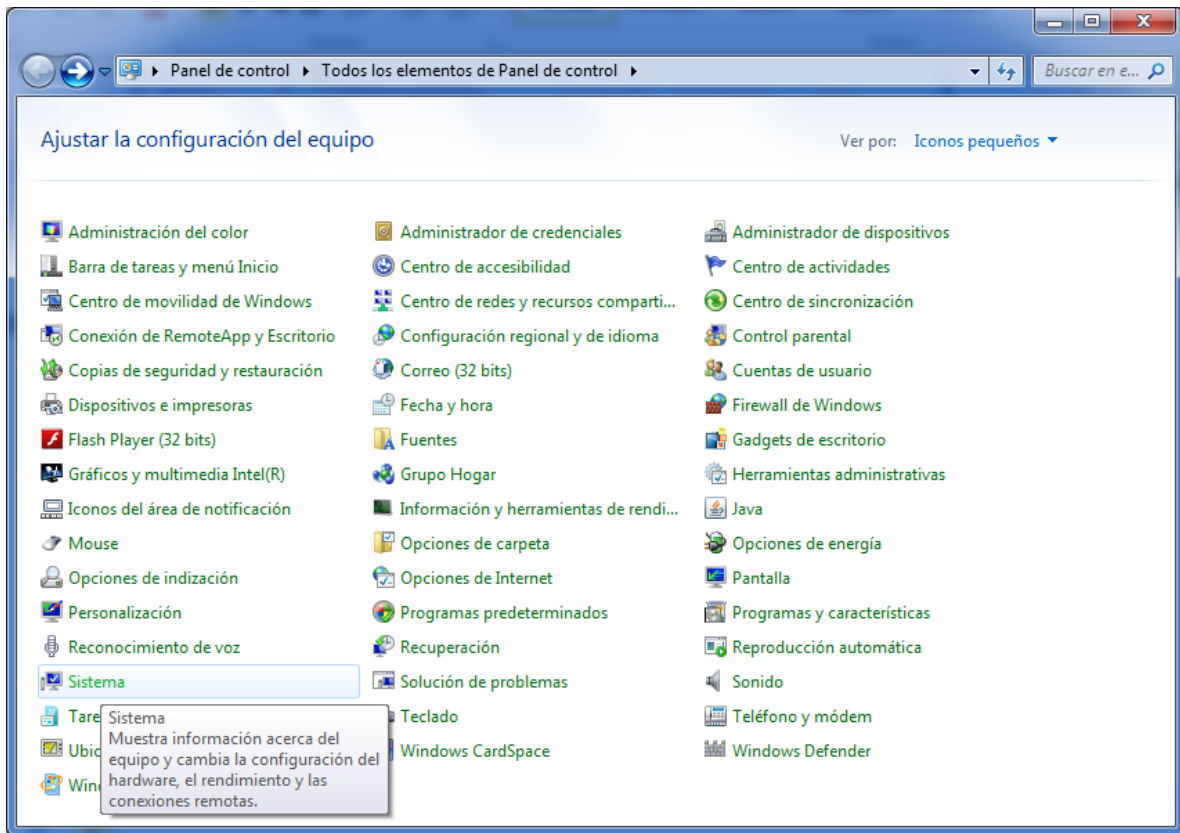 Panel de control Todos los elementos de Panel de control
Buscar en e...
Ajustar la configuración del equipo
Ver por: Iconos pequeños
Administración del color
Administrador de credenciales
Administrador de dispositivos
Barra de tareas y menú Inicio
Centro de accesibilidad
Centro de actividades
Centro de movilidad de Windows
Centro de redes y recursos comparti...
Centro de sincronización
Conexión de RemoteApp y Escritorio
Configuración regional y de idioma
Control parental
Copias de seguridad y restauración
Correo (32 bits)
Cuentas de usuario
Dispositivos e impresoras
Fecha y hora
Firewall de Windows
Flash Player (32 bits)
Fuentes
Gadgets de escritorio
Gráficos y multimedia Intel(R)
Grupo Hogar
Herramientas administrativas
Iconos del área de notificación
Información y herramientas de rendi...
Java
Mouse
Opciones de carpeta
Opciones de energía
Opciones de indización
Opciones de Internet
Pantalla
Personalización
Programas predeterminados
Programas y características
Reconocimiento de voz
Recuperación
Reproducción automática
Sistema
Solución de problemas
Sonido
Tare
Teclado
Teléfono y módem
Ubic
Windows CardSpace
Windows Defender
Wind
Sistema
Muestra información acerca del
equipo y cambia la configuración del
hardware, el rendimiento y las
conexiones remotas.